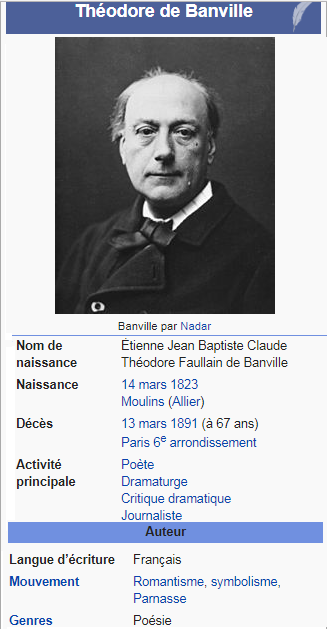 Théodore de Banville
Banville par Nadar
Nom de naissance Étienne Jean Baptiste Claude
Théodore Faullain de Banville
Naissance 14 mars 1823
Moulins (Allier)
Décès 13 mars 1891 (à 67 ans)
Paris 6e arrondissement
Activité principale Poète
Dramaturge
Critique dramatique
Journaliste
Auteur
Langue d’écriture Français
Mouvement Romantisme, symbolisme,
Parnasse
Genres Poésie